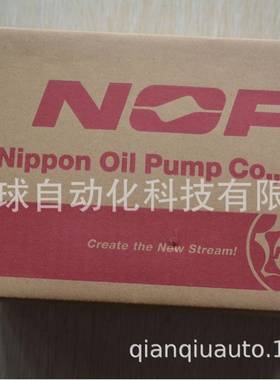 NOP
Nippon Oil Pump Co.,
球自动化科技有限
Create the New Stream!
qianqiuauto.1